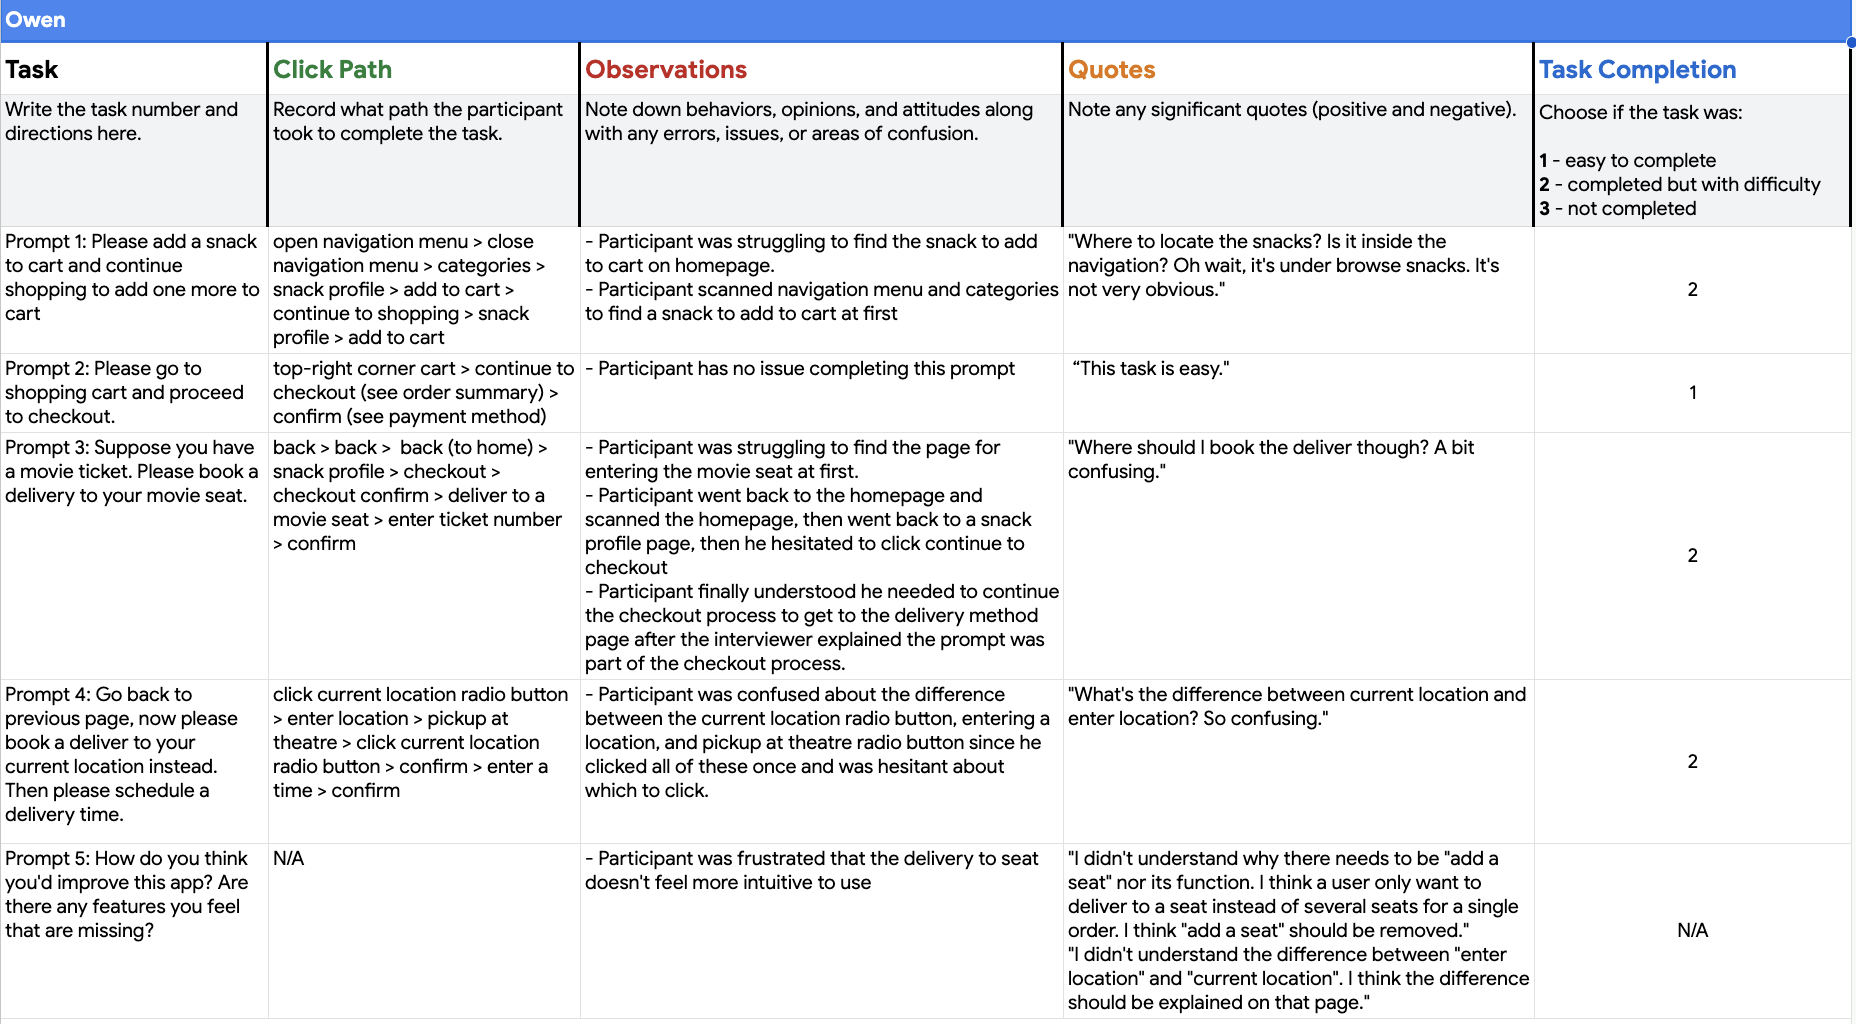 Owen
Task
Click Path
Observations
Quotes
Task Completion
Write the task number and
directions here.
Record what path the participant
took to complete the task.
Note down behaviors, opinions, and attitudes along
with any errors, issues, or areas of confusion.
Note any significant quotes (positive and negative).
Choose if the task was:
1 - easy to complete
2 - completed but with difficulty
3 - not completed
Prompt 1: Please add a snack
to cart and continue
shopping to add one more to
cart
open navigation menu > close
navigation menu > categories >
snack profile > add to cart >
continue to shopping > snack
profile > add to cart
- Participant was struggling to find the snack to add
to cart on homepage.
- Participant scanned navigation menu and categories
to find a snack to add to cart at first
"Where to locate the snacks? Is it inside the
navigation? Oh wait, it's under browse snacks. It's
not very obvious."
2
Prompt 2: Please go to
shopping cart and proceed
to checkout.
top-right corner cart > continue to
checkout (see order summary) >
confirm (see payment method)
- Participant has no issue completing this prompt
“This task is easy."
1
Prompt 3: Suppose you have
a movie ticket. Please book a
delivery to your movie seat.
back > back >  back (to home) >
snack profile > checkout >
checkout confirm > deliver to a
movie seat > enter ticket number
> confirm
- Participant was struggling to find the page for
entering the movie seat at first.
- Participant went back to the homepage and
scanned the homepage, then went back to a snack
profile page, then he hesitated to click continue to
checkout
- Participant finally understood he needed to continue
the checkout process to get to the delivery method
page after the interviewer explained the prompt was
part of the checkout process.
"Where should I book the deliver though? A bit
confusing."
2
Prompt 4: Go back to
previous page, now please
book a deliver to your
current location instead.
Then please schedule a
delivery time.
click current location radio button
> enter location > pickup at
theatre > click current location
radio button > confirm > enter a
time > confirm
- Participant was confused about the difference
between the current location radio button, entering a
location, and pickup at theatre radio button since he
clicked all of these once and was hesitant about
which to click.
"What's the difference between current location and
enter location? So confusing."
2
Prompt 5: How do you think
you'd improve this app? Are
there any features you feel
that are missing?
N/A
- Participant was frustrated that the delivery to seat
doesn't feel more intuitive to use
"I didn't understand why there needs to be "add a
seat" nor its function. I think a user only want to
deliver to a seat instead of several seats for a single
order. I think "add a seat" should be removed."
"I didn't understand the difference between "enter
location" and "current location". I think the difference
should be explained on that page."
N/A